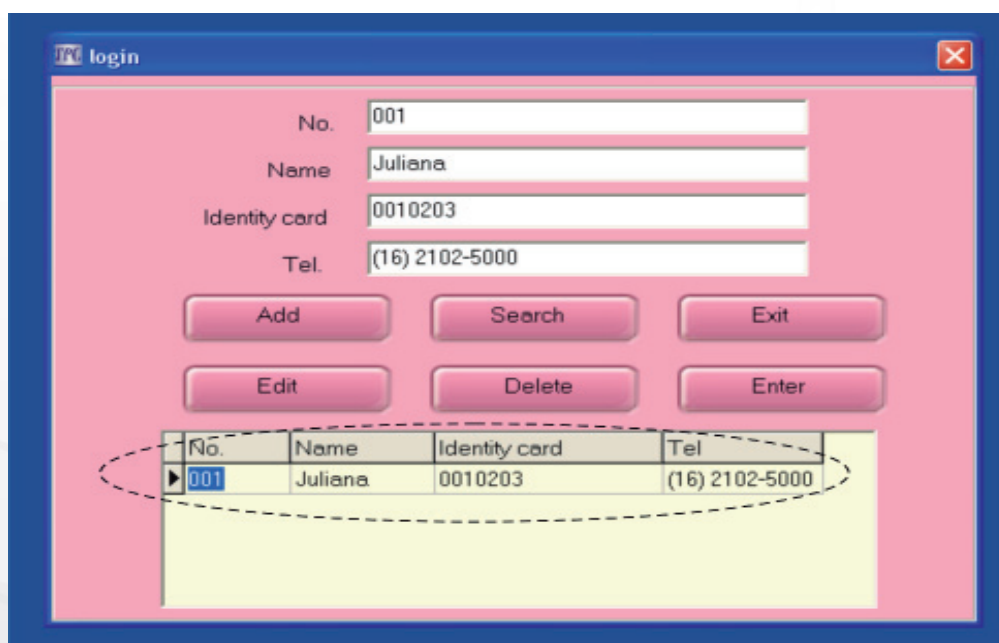 login
No. 001
Name Juliana
Identity card 0010203
Tel. (16) 2102-5000
Add Search Exit
Edit Delete Enter
No. Name Identity card Tel
001 Juliana 0010203 (16) 2102-5000